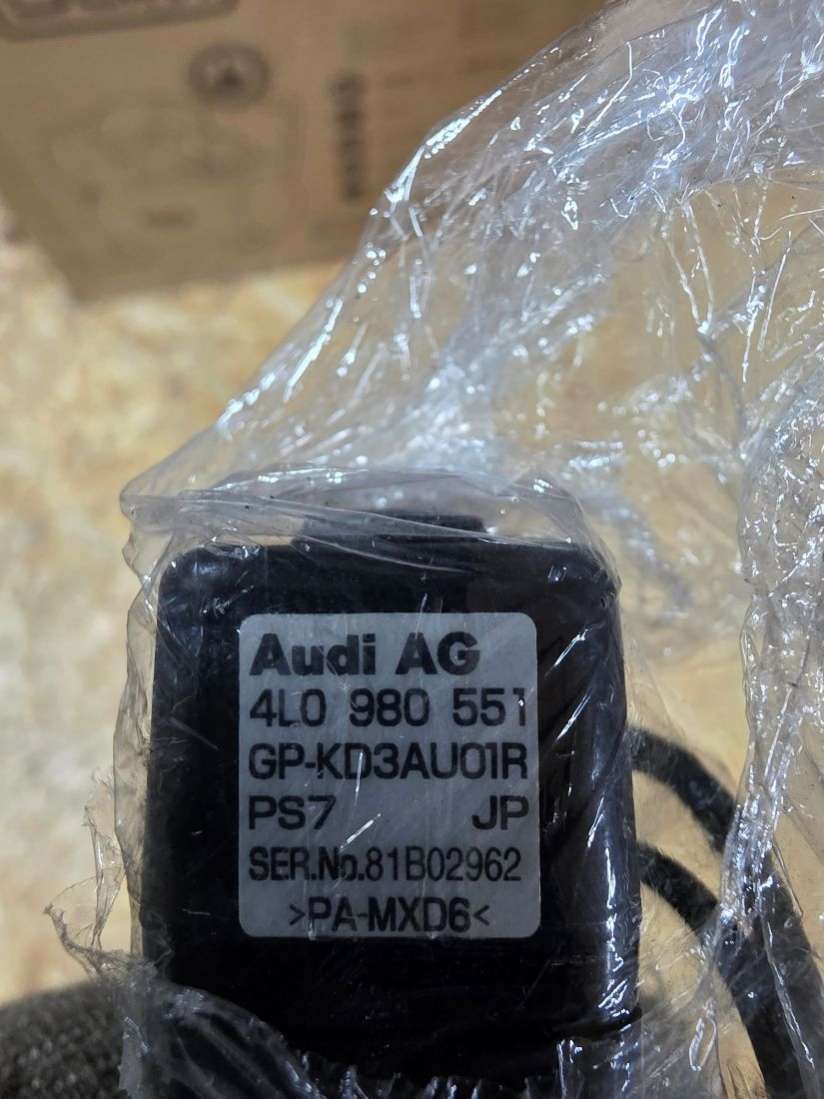 Audi AG
4L0 980 551
GP-KD3AU01R
PS7 JP
SER.No.81B02962
>PA-MXD6<